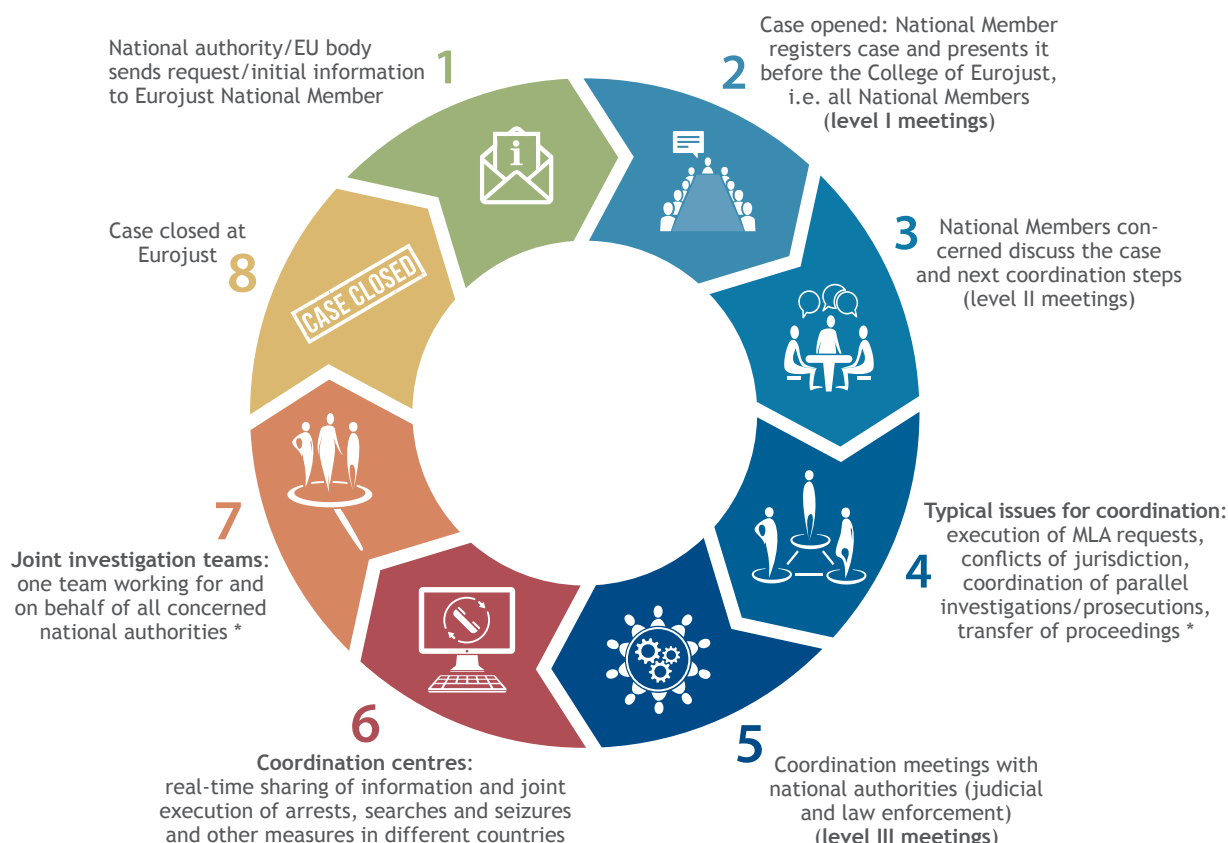 1
National authority/EU body
sends request/initial information
to Eurojust National Member
i
2
Case opened: National Member
registers case and presents it
before the College of Eurojust,
i.e. all National Members
(level I meetings)
3
National Members con-
cerned discuss the case
and next coordination steps
(level II meetings)
4
Typical issues for coordination:
execution of MLA requests,
conflicts of jurisdiction,
coordination of parallel
investigations/prosecutions,
transfer of proceedings *
5
Coordination meetings with
national authorities (judicial
and law enforcement)
(level III meetings)
6
Coordination centres:
real-time sharing of information and joint
execution of arrests, searches and seizures
and other measures in different countries
7
Joint investigation teams:
one team working for and
on behalf of all concerned
national authorities *
8
Case closed at
Eurojust
CASE CLOSED